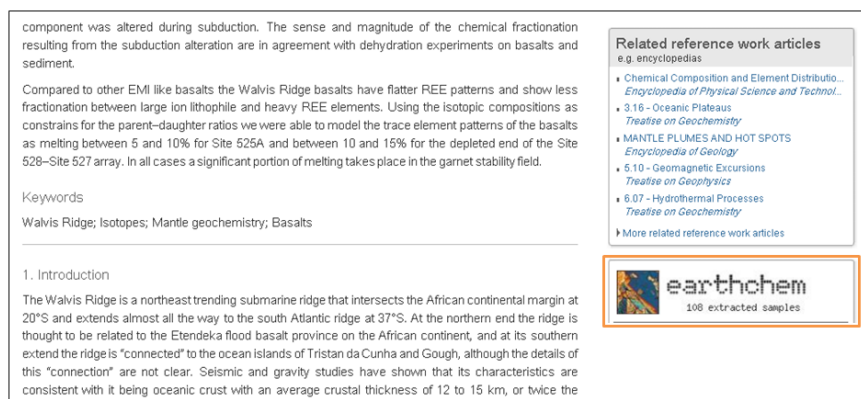 component was altered during subduction. The sense and magnitude of the chemical fractionation
resulting from the subduction alteration are in agreement with dehydration experiments on basalts and
sediment.
Compared to other EMI like basalts the Walvis Ridge basalts have flatter REE patterns and show less
fractionation between large ion lithophile and heavy REE elements. Using the isotopic compositions as
constrains for the parent–daughter ratios we were able to model the trace element patterns of the basalts
as melting between 5 and 10% for Site 525A and between 10 and 15% for the depleted end of the Site
528–Site 527 array. In all cases a significant portion of melting takes place in the garnet stability field.
Keywords
Walvis Ridge; Isotopes; Mantle geochemistry; Basalts
1. Introduction
The Walvis Ridge is a northeast trending submarine ridge that intersects the African continental margin at
20°S and extends almost all the way to the south Atlantic ridge at 37°S. At the northern end the ridge is
thought to be related to the Etendeka flood basalt province on the African continent, and at its southern
extend the ridge is "connected" to the ocean islands of Tristan da Cunha and Gough, although the details of
this "connection" are not clear. Seismic and gravity studies have shown that its characteristics are
consistent with it being oceanic crust with an average crustal thickness of 12 to 15 km, or twice the
Related reference work articles
e.g. encyclopedias
Chemical Composition and Element Distributio...
Encyclopedia of Physical Science and Technol...
3.16 - Oceanic Plateaus
Treatise on Geochemistry
MANTLE PLUMES AND HOT SPOTS
Encyclopedia of Geology
5.10 - Geomagnetic Excursions
Treatise on Geophysics
6.07 - Hydrothermal Processes
Treatise on Geochemistry
More related reference work articles
earthchem
108 extracted samples